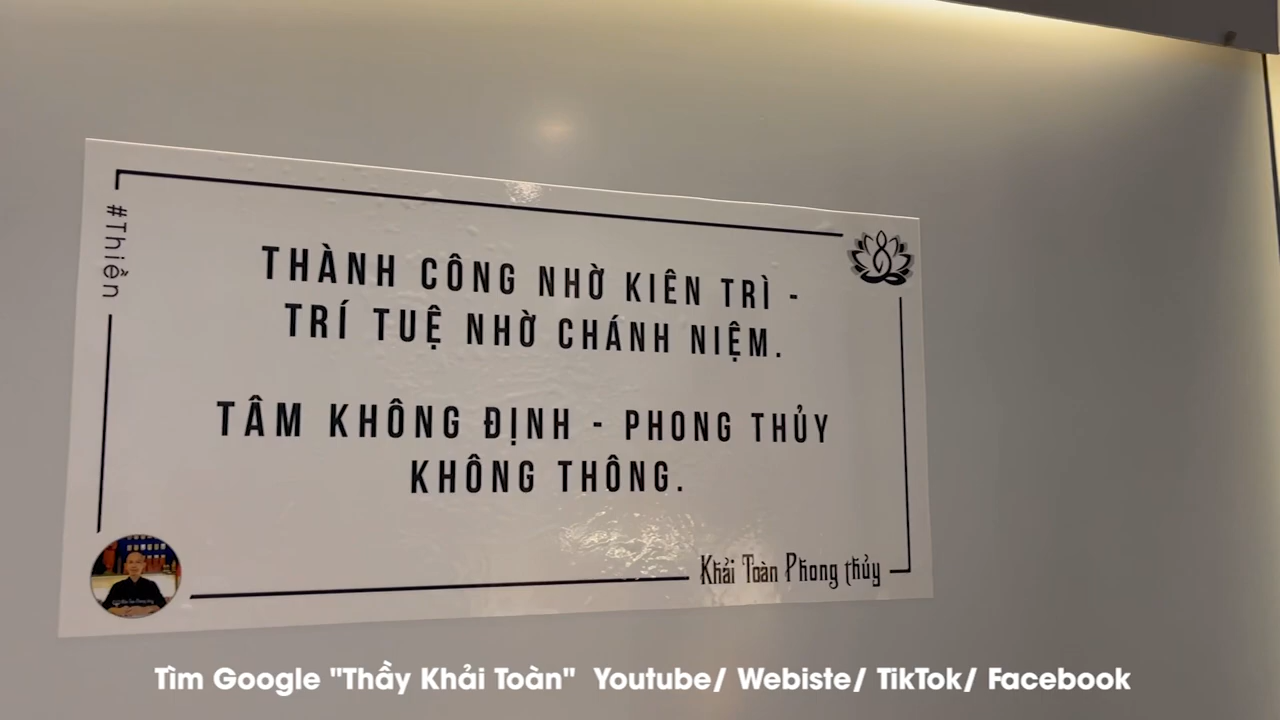 #Thiền
THÀNH CÔNG NHỜ KIÊN TRÌ -
TRÍ TUỆ NHỜ CHÁNH NIỆM.
TÂM KHÔNG ĐỊNH - PHONG THỦY
KHÔNG THÔNG.
Khải Toàn Phong thủy
Tìm Google "Thầy Khải Toàn" Youtube/ Webiste/ TikTok/ Facebook